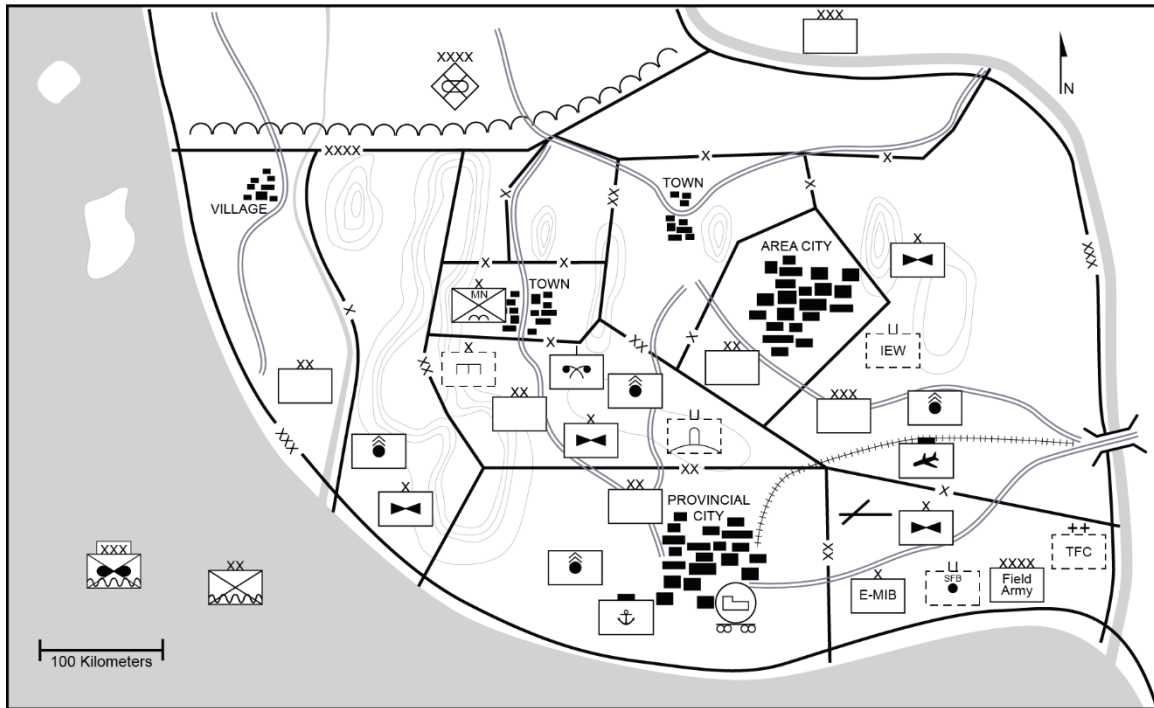 XXX
XXXX
N
XXXX
X
X
TOWN
VILLAGE
X
XX
X
AREA CITY
X
XXX
X
X
X
MN
TOWN
X
X
XX
U
IEW
X
X
XX
X
I
XX
XX
XX
XXX
X
U
X
XXX
XX
XX
PROVINCIAL
CITY
X
X
XX
++
TFC
XXX
XX
X
E-MIB
U
SFB
XXXX
Field
Army
100 Kilometers